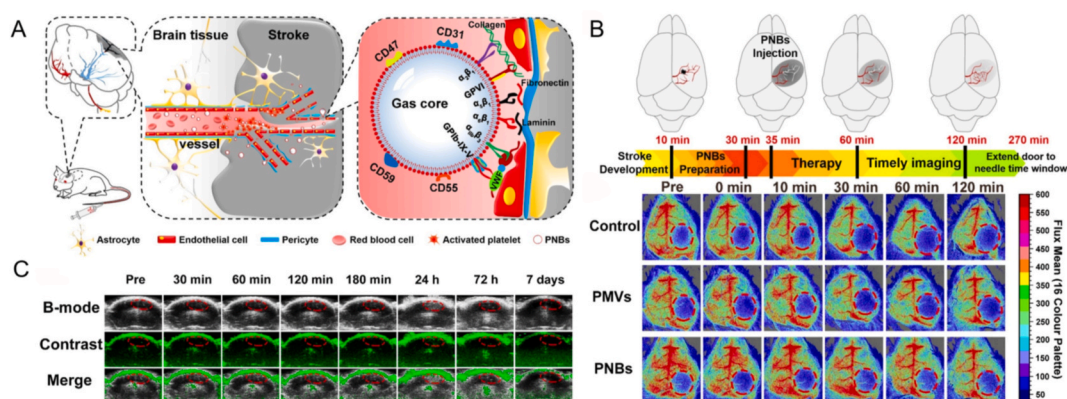 A
Brain tissue
Stroke
vessel
CD47
CD31
Collagen
α₂β₁
GPVI
Fibronectin
α₅β₁
Laminin
α₆β₁
GPIb-IX-V
VWF
Gas core
CD59
CD55
Astrocyte
Endothelial cell
Pericyte
Red blood cell
Activated platelet
PNBs
B
PNBs
Injection
10 min
30 min
35 min
60 min
120 min
270 min
Stroke
Development
PNBs
Preparation
Therapy
Timely imaging
Extend door to
needle time window
Pre
0 min
10 min
30 min
60 min
120 min
Control
PMVs
PNBs
600
550
500
450
400
350
300
250
200
150
100
50
Flux Mean (16 Colour Palette)
C
Pre
30 min
60 min
120 min
180 min
24 h
72 h
7 days
B-mode
Contrast
Merge